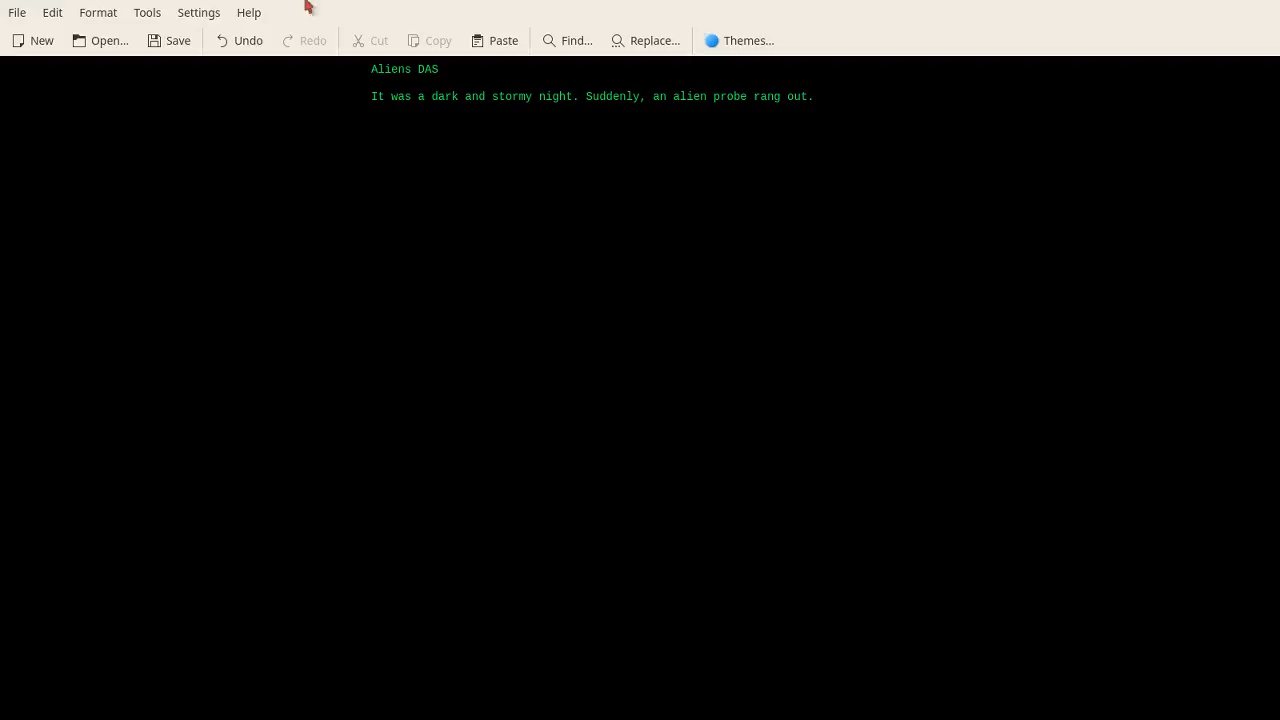 File Edit Format Tools Settings Help
New Open... Save Undo Redo Cut Copy Paste Find... Replace... Themes...
Aliens DAS
It was a dark and stormy night. Suddenly, an alien probe rang out.